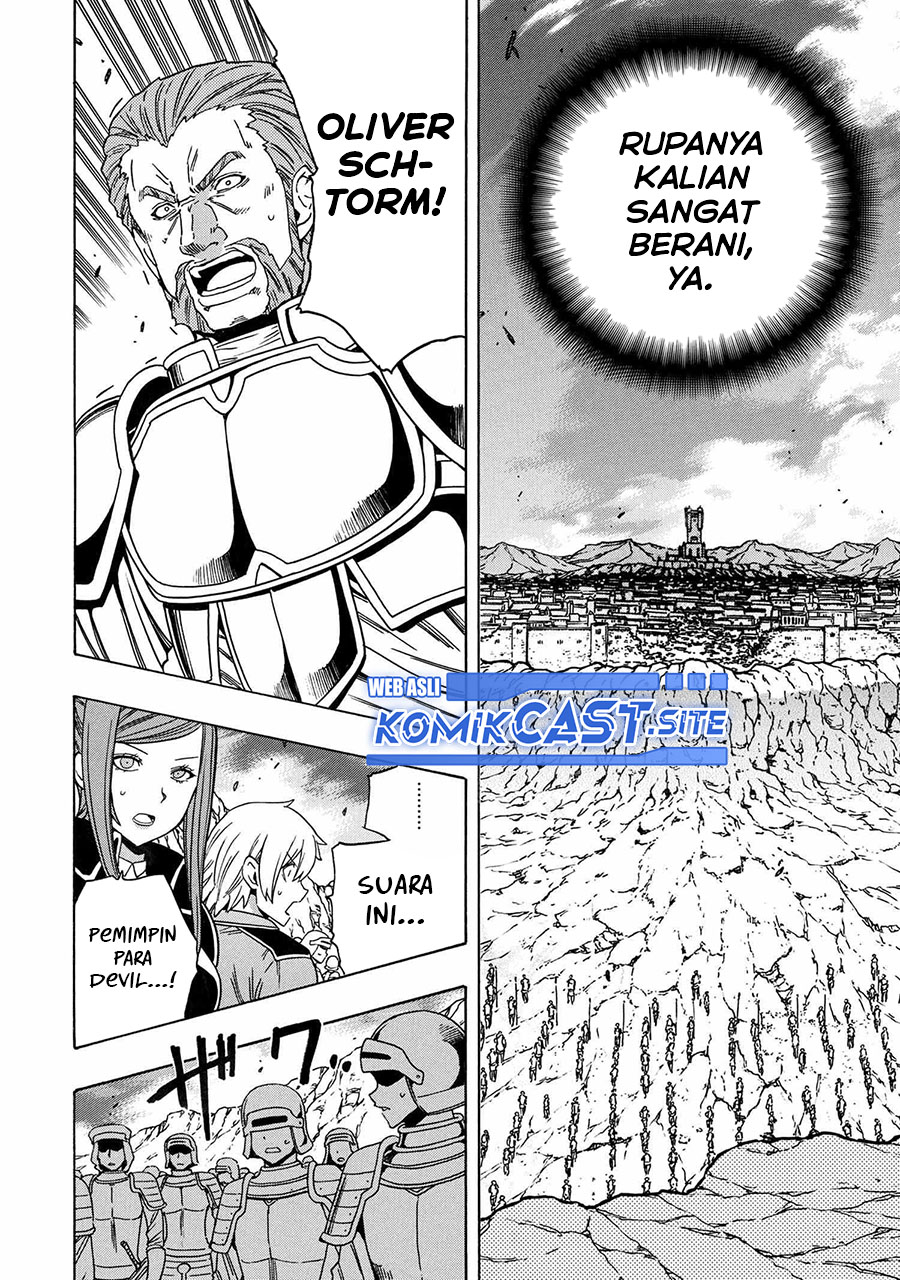 RUPANYA
KALIAN
SANGAT
BERANI,
YA.
OLIVER
SCH-
TORM!
WEB ASLI
KOMIKCAST.SITE
..........
SUARA
INI...
PEMIMPIN
PARA
DEVIL...!
ザワ